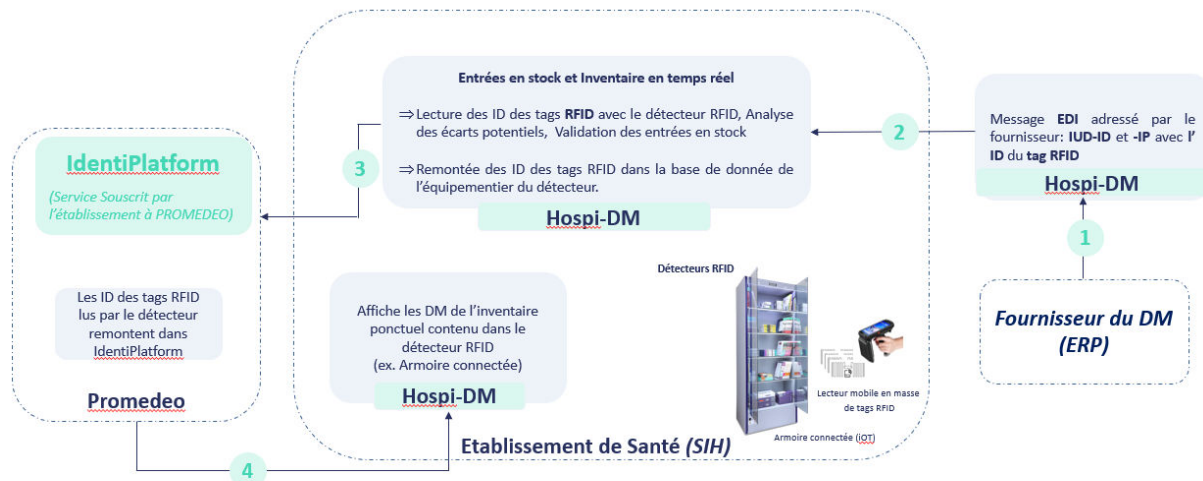 Entrées en stock et Inventaire en temps réel
⇒Lecture des ID des tags RFID avec le détecteur RFID, Analyse
des écarts potentiels, Validation des entrées en stock
⇒Remontée des ID des tags RFID dans la base de donnée de
l’équipementier du détecteur.
Hospi-DM
2
Message EDI adressé par le
fournisseur: IUD-ID et -IP avec l’
ID du tag RFID
Hospi-DM
1
Fournisseur du DM
(ERP)
3
IdentiPlatform
(Service Souscrit par
l’établissement à PROMEDEO)
Les ID des tags RFID
lus par le détecteur
remontent dans
IdentiPlatform
Promedeo
4
Affiche les DM de l’inventaire
ponctuel contenu dans le
détecteur RFID
(ex. Armoire connectée)
Hospi-DM
Détecteurs RFID
Lecteur mobile en masse
de tags RFID
Armoire connectée (iOT)
Etablissement de Santé (SIH)